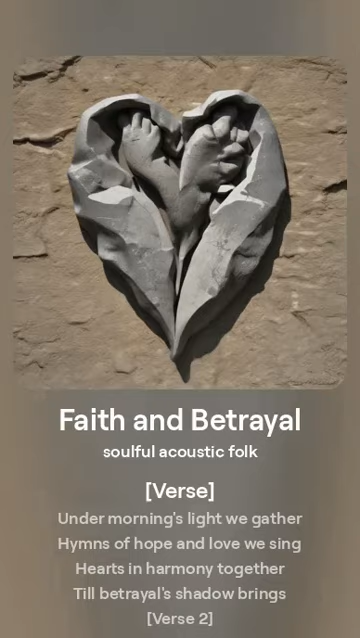 Faith and Betrayal
soulful acoustic folk
[Verse]
Under morning's light we gather
Hymns of hope and love we sing
Hearts in harmony together
Till betrayal's shadow brings
[Verse 2]